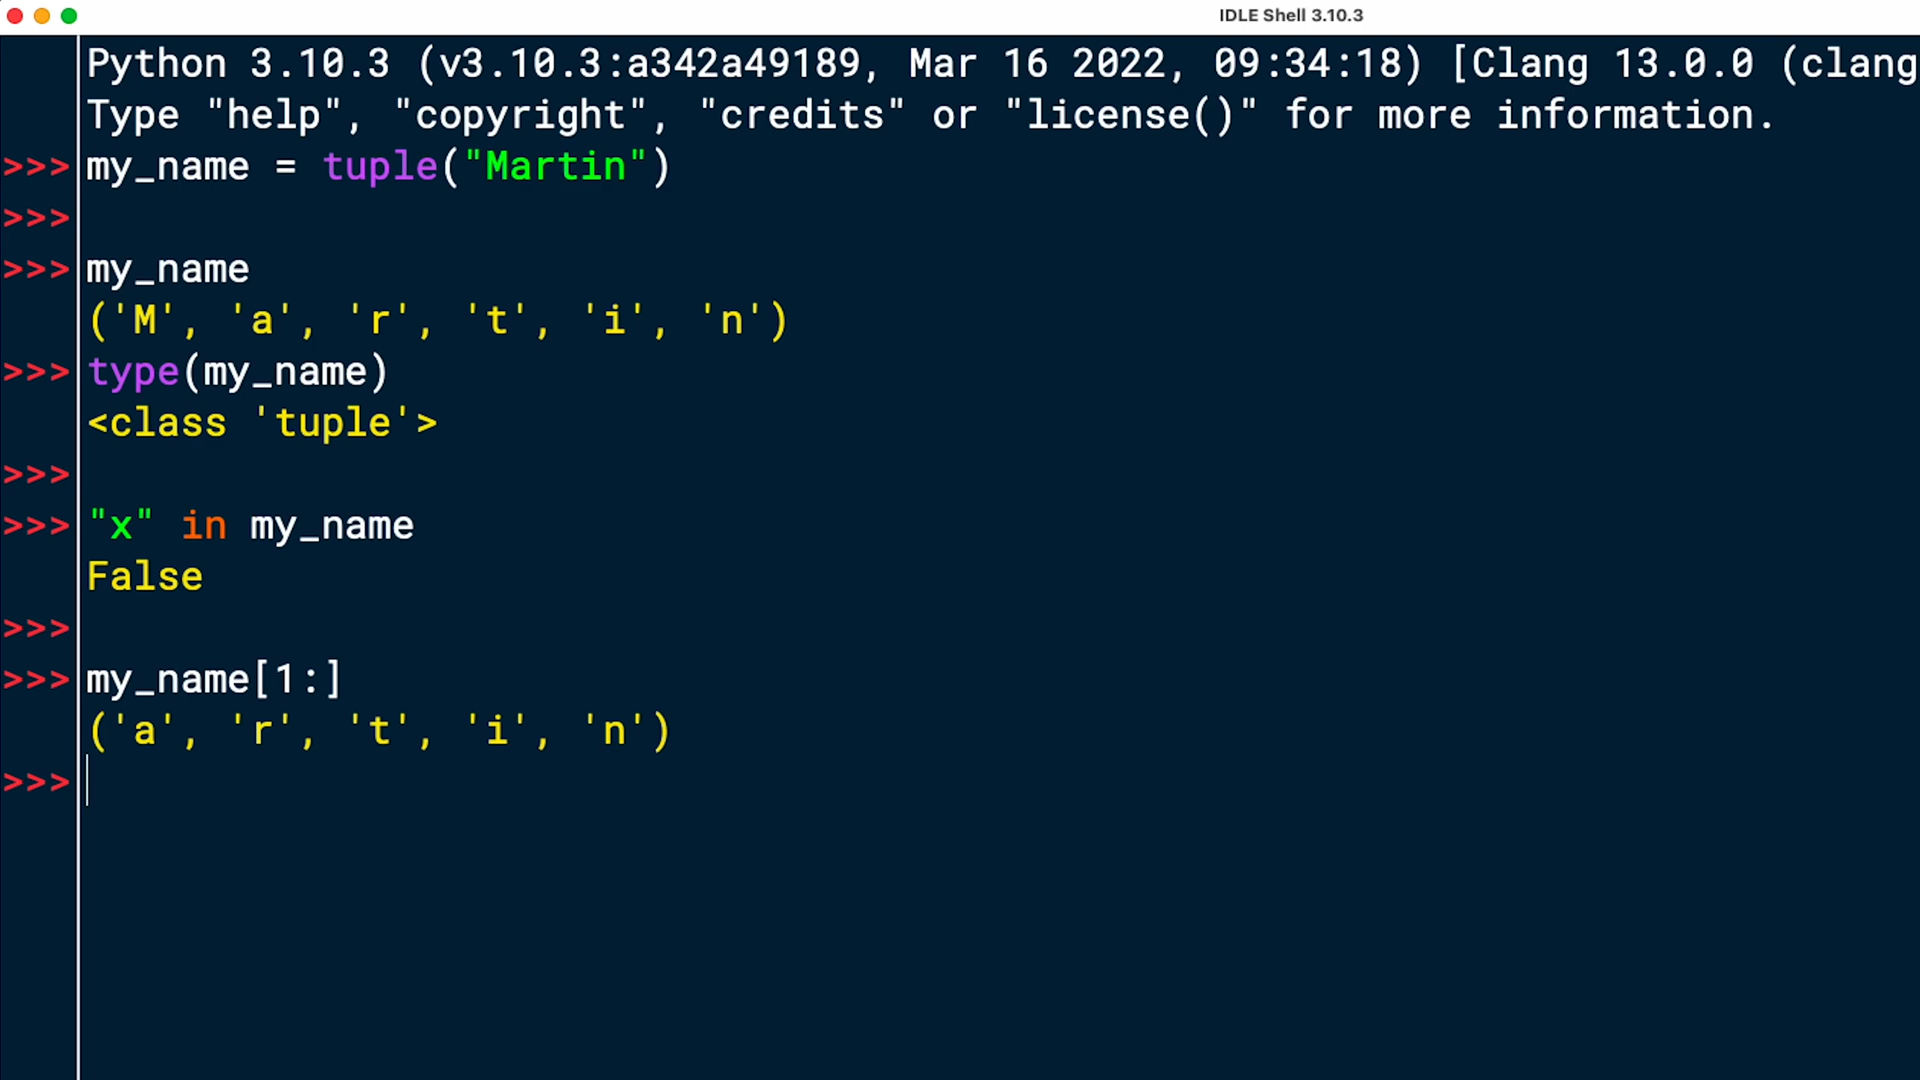 IDLE Shell 3.10.3
Python 3.10.3 (v3.10.3:a342a49189, Mar 16 2022, 09:34:18) [Clang 13.0.0 (clang
Type "help", "copyright", "credits" or "license()" for more information.
>>> my_name = tuple("Martin")
>>>
>>> my_name
('M', 'a', 'r', 't', 'i', 'n')
>>> type(my_name)
<class 'tuple'>
>>>
>>> "x" in my_name
False
>>>
>>> my_name[1:]
('a', 'r', 't', 'i', 'n')
>>>